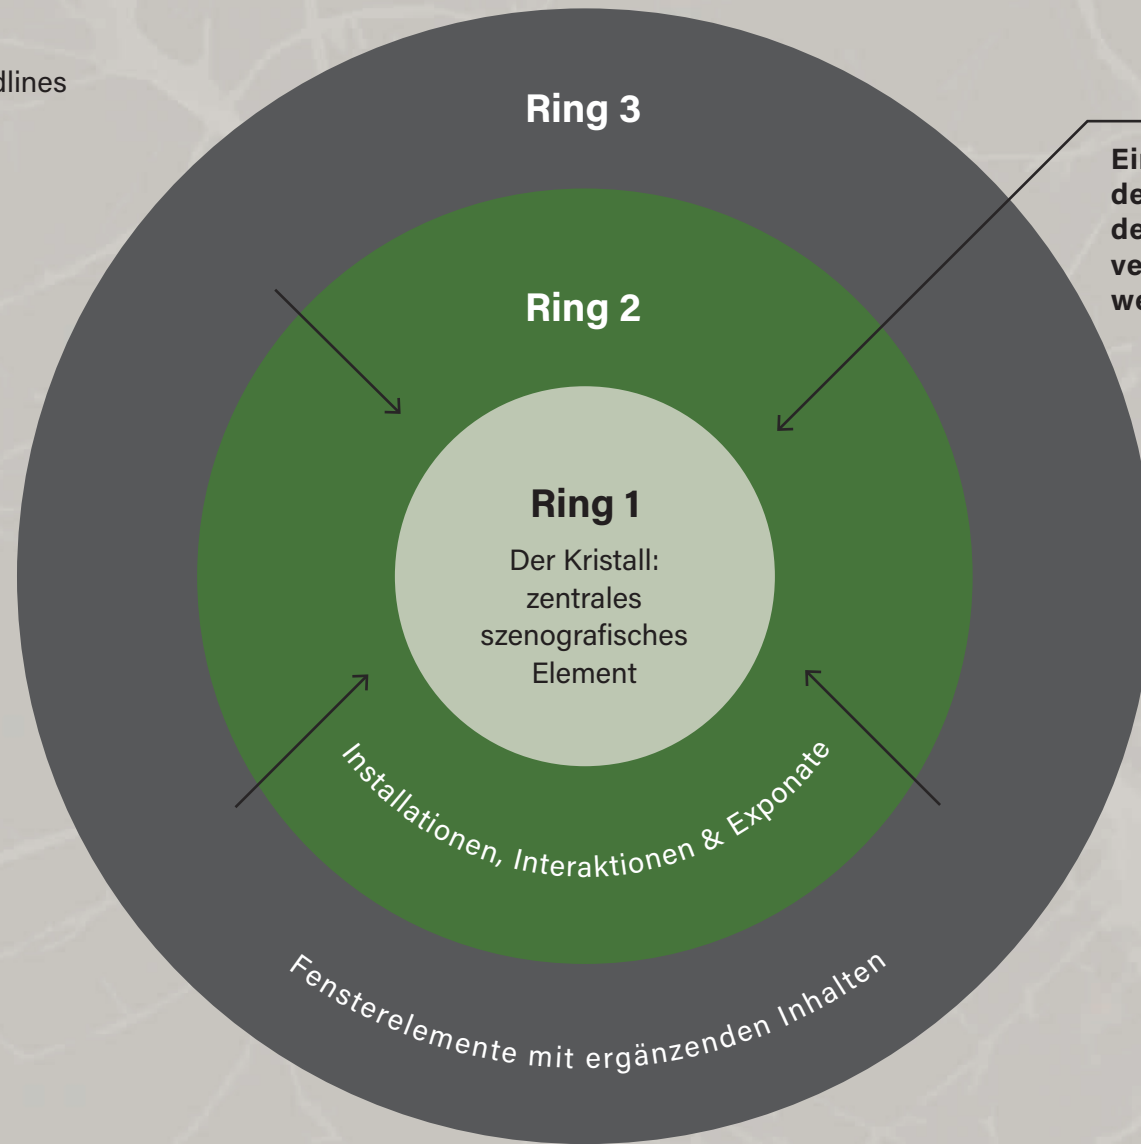 Ring 3
Ring 2
Ring 1
Der Kristall:
zentrales
szenografisches
Element
Installationen, Interaktionen & Exponate
Fensterelemente mit ergänzenden Inhalten